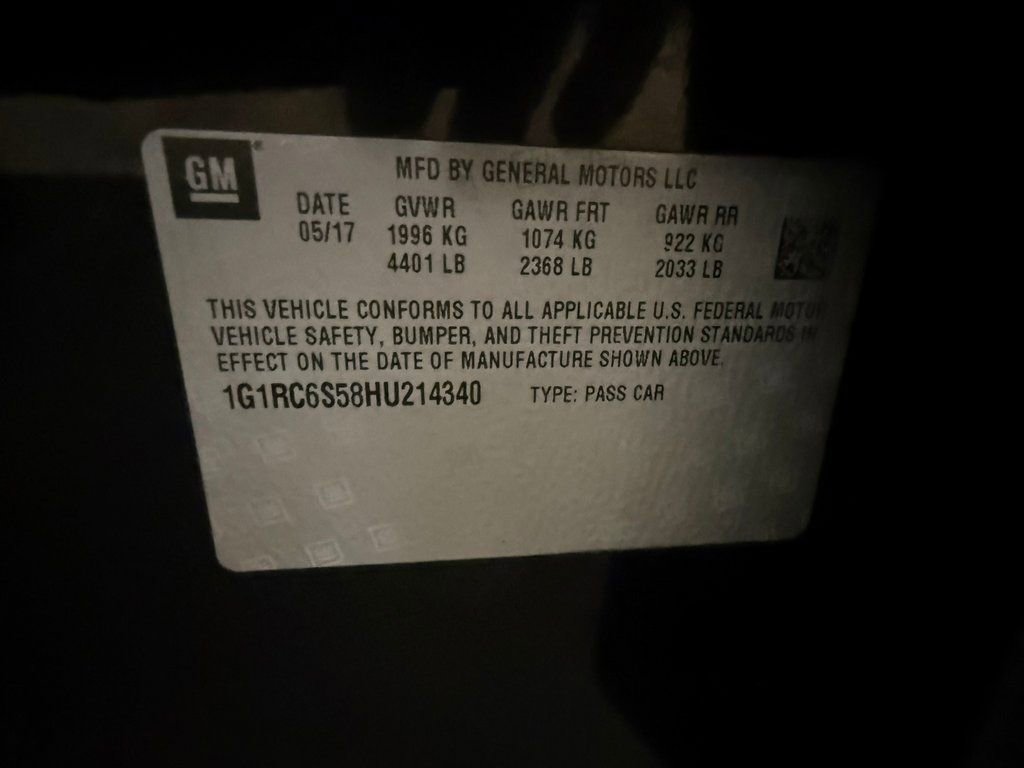 GM
MFD BY GENERAL MOTORS LLC
DATE GVWR GAWR FRT GAWR RR
05/17 1996 KG 1074 KG 922 KG
4401 LB 2368 LB 2033 LB
THIS VEHICLE CONFORMS TO ALL APPLICABLE U.S. FEDERAL MOTOR
VEHICLE SAFETY, BUMPER, AND THEFT PREVENTION STANDARDS IN
EFFECT ON THE DATE OF MANUFACTURE SHOWN ABOVE.
1G1RC6S58HU214340 TYPE: PASS CAR